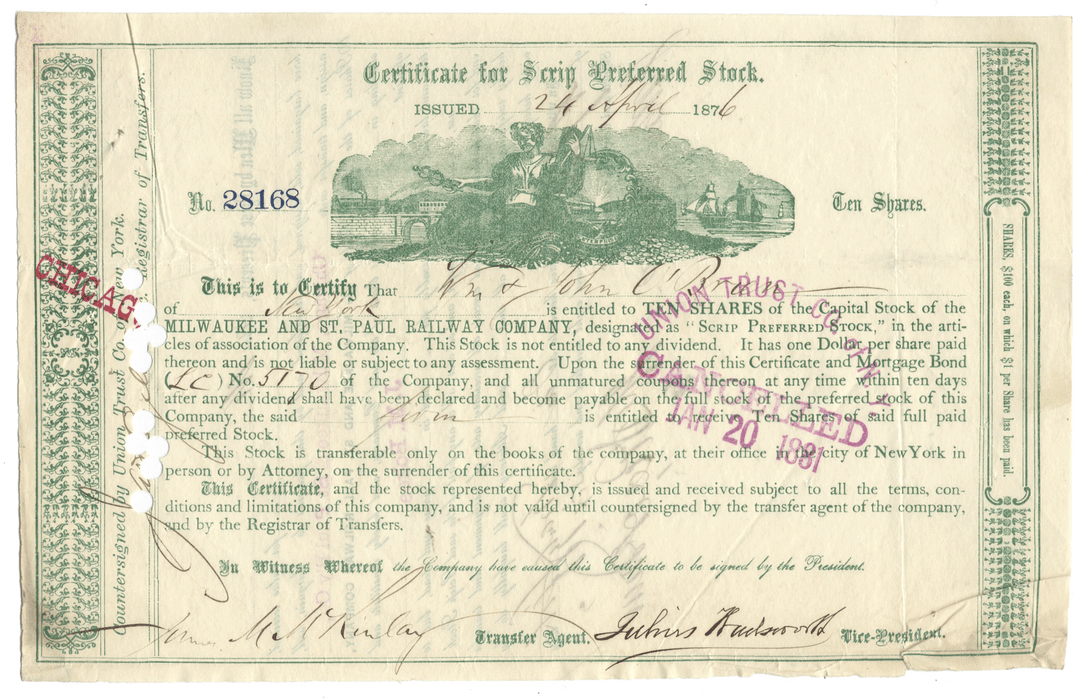 Certificate for Scrip Preferred Stock.
ISSUED 24 April 1876
No. 28168
Ten Shares.
This is to Certify That Wm & John O'Brien
of New York is entitled to TEN SHARES of the Capital Stock of the
MILWAUKEE AND ST. PAUL RAILWAY COMPANY, designated as "SCRIP PREFERRED STOCK," in the arti-
cles of association of the Company. This Stock is not entitled to any dividend. It has one Dollar per share paid
thereon and is not liable or subject to any assessment. Upon the surrender of this Certificate and Mortgage Bond
(LC) No. 5170 of the Company, and all unmatured coupons thereon at any time within ten days
after any dividend shall have been declared and become payable on the full stock of the preferred stock of this
Company, the said firm is entitled to receive Ten Shares of said full paid
preferred Stock.
This Stock is transferable only on the books of the company, at their office in the city of New York in
person or by Attorney, on the surrender of this certificate.
This Certificate, and the stock represented hereby, is issued and received subject to all the terms, con-
ditions and limitations of this company, and is not valid until countersigned by the transfer agent of the company,
and by the Registrar of Transfers.
In Witness Whereof the Company have caused this Certificate to be signed by the President.
James M. McKinlay Transfer Agent. Julius Wadsworth Vice-President.
Countersigned by Union Trust Co. of New York.
Registrar of Transfers.
CHICAG
UNION TRUST CO. OF N.Y.
CANCELLED
JAN 20 1881
SHARES, $100 each, on which $1 per Share has been paid.